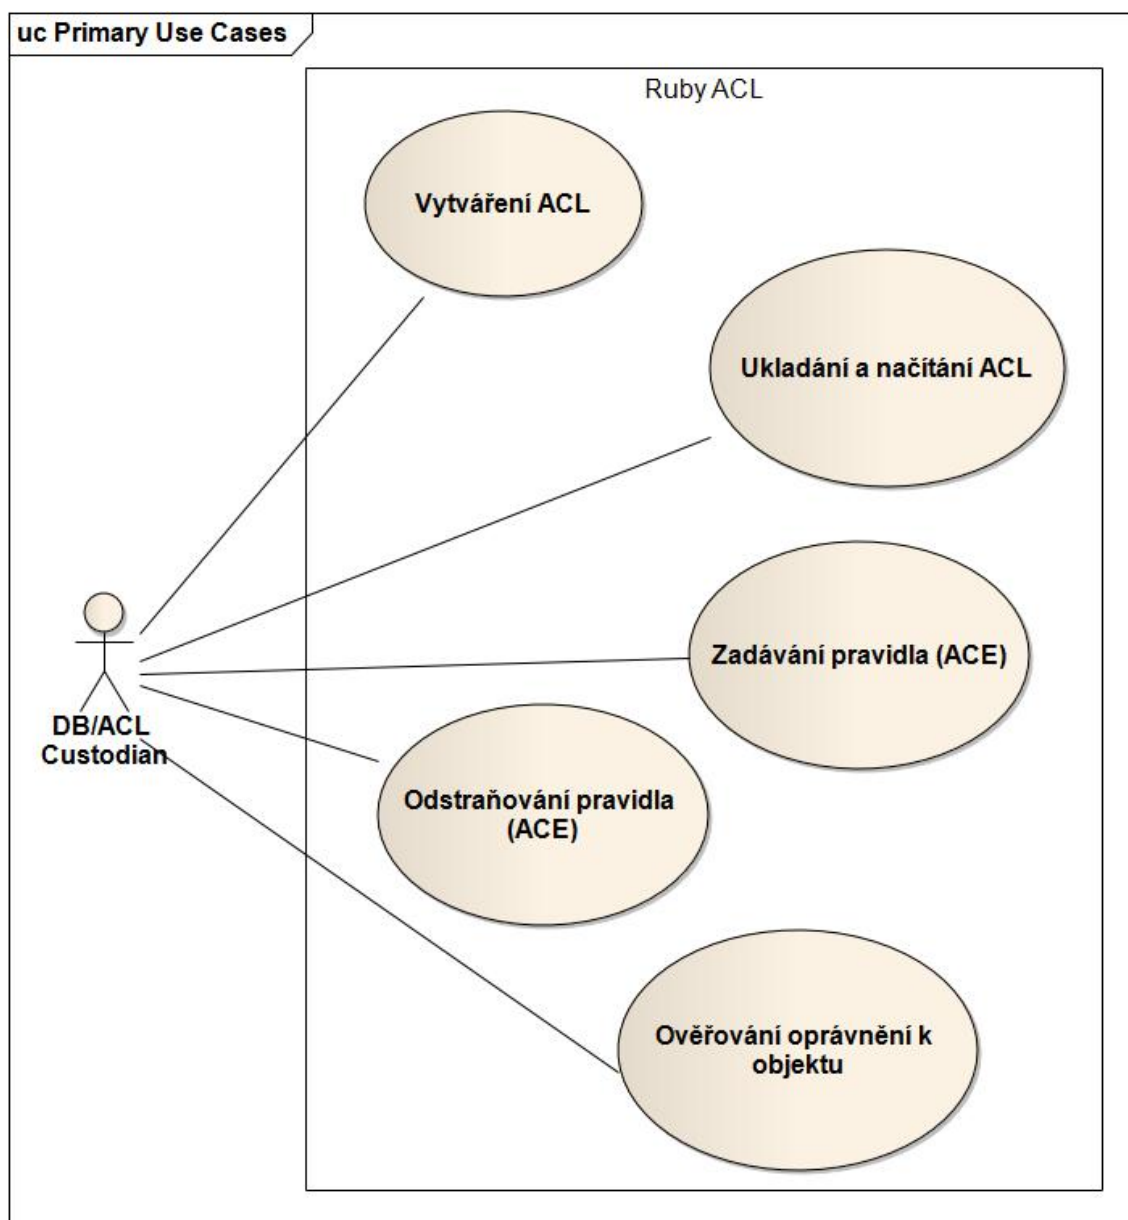 uc Primary Use Cases
Ruby ACL
Vytváření ACL
Ukladání a načítání ACL
Zadávání pravidla (ACE)
DB/ACL
Custodian
Odstraňování pravidla
(ACE)
Ověřování oprávnění k
objektu